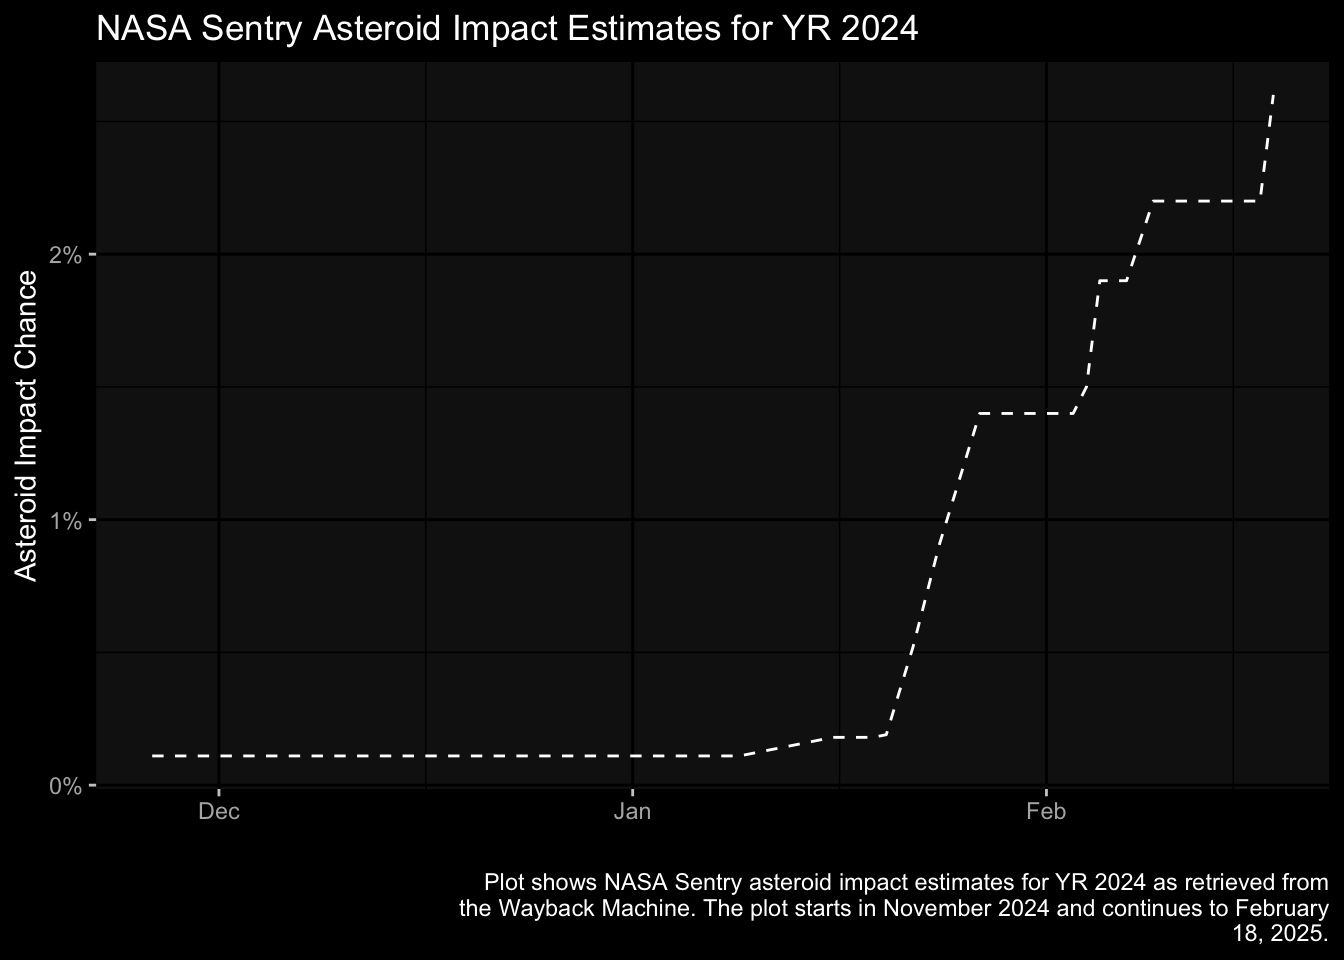 NASA Sentry Asteroid Impact Estimates for YR 2024
Asteroid Impact Chance
2%
1%
0%
Dec
Jan
Feb
Plot shows NASA Sentry asteroid impact estimates for YR 2024 as retrieved from
the Wayback Machine. The plot starts in November 2024 and continues to February
18, 2025.